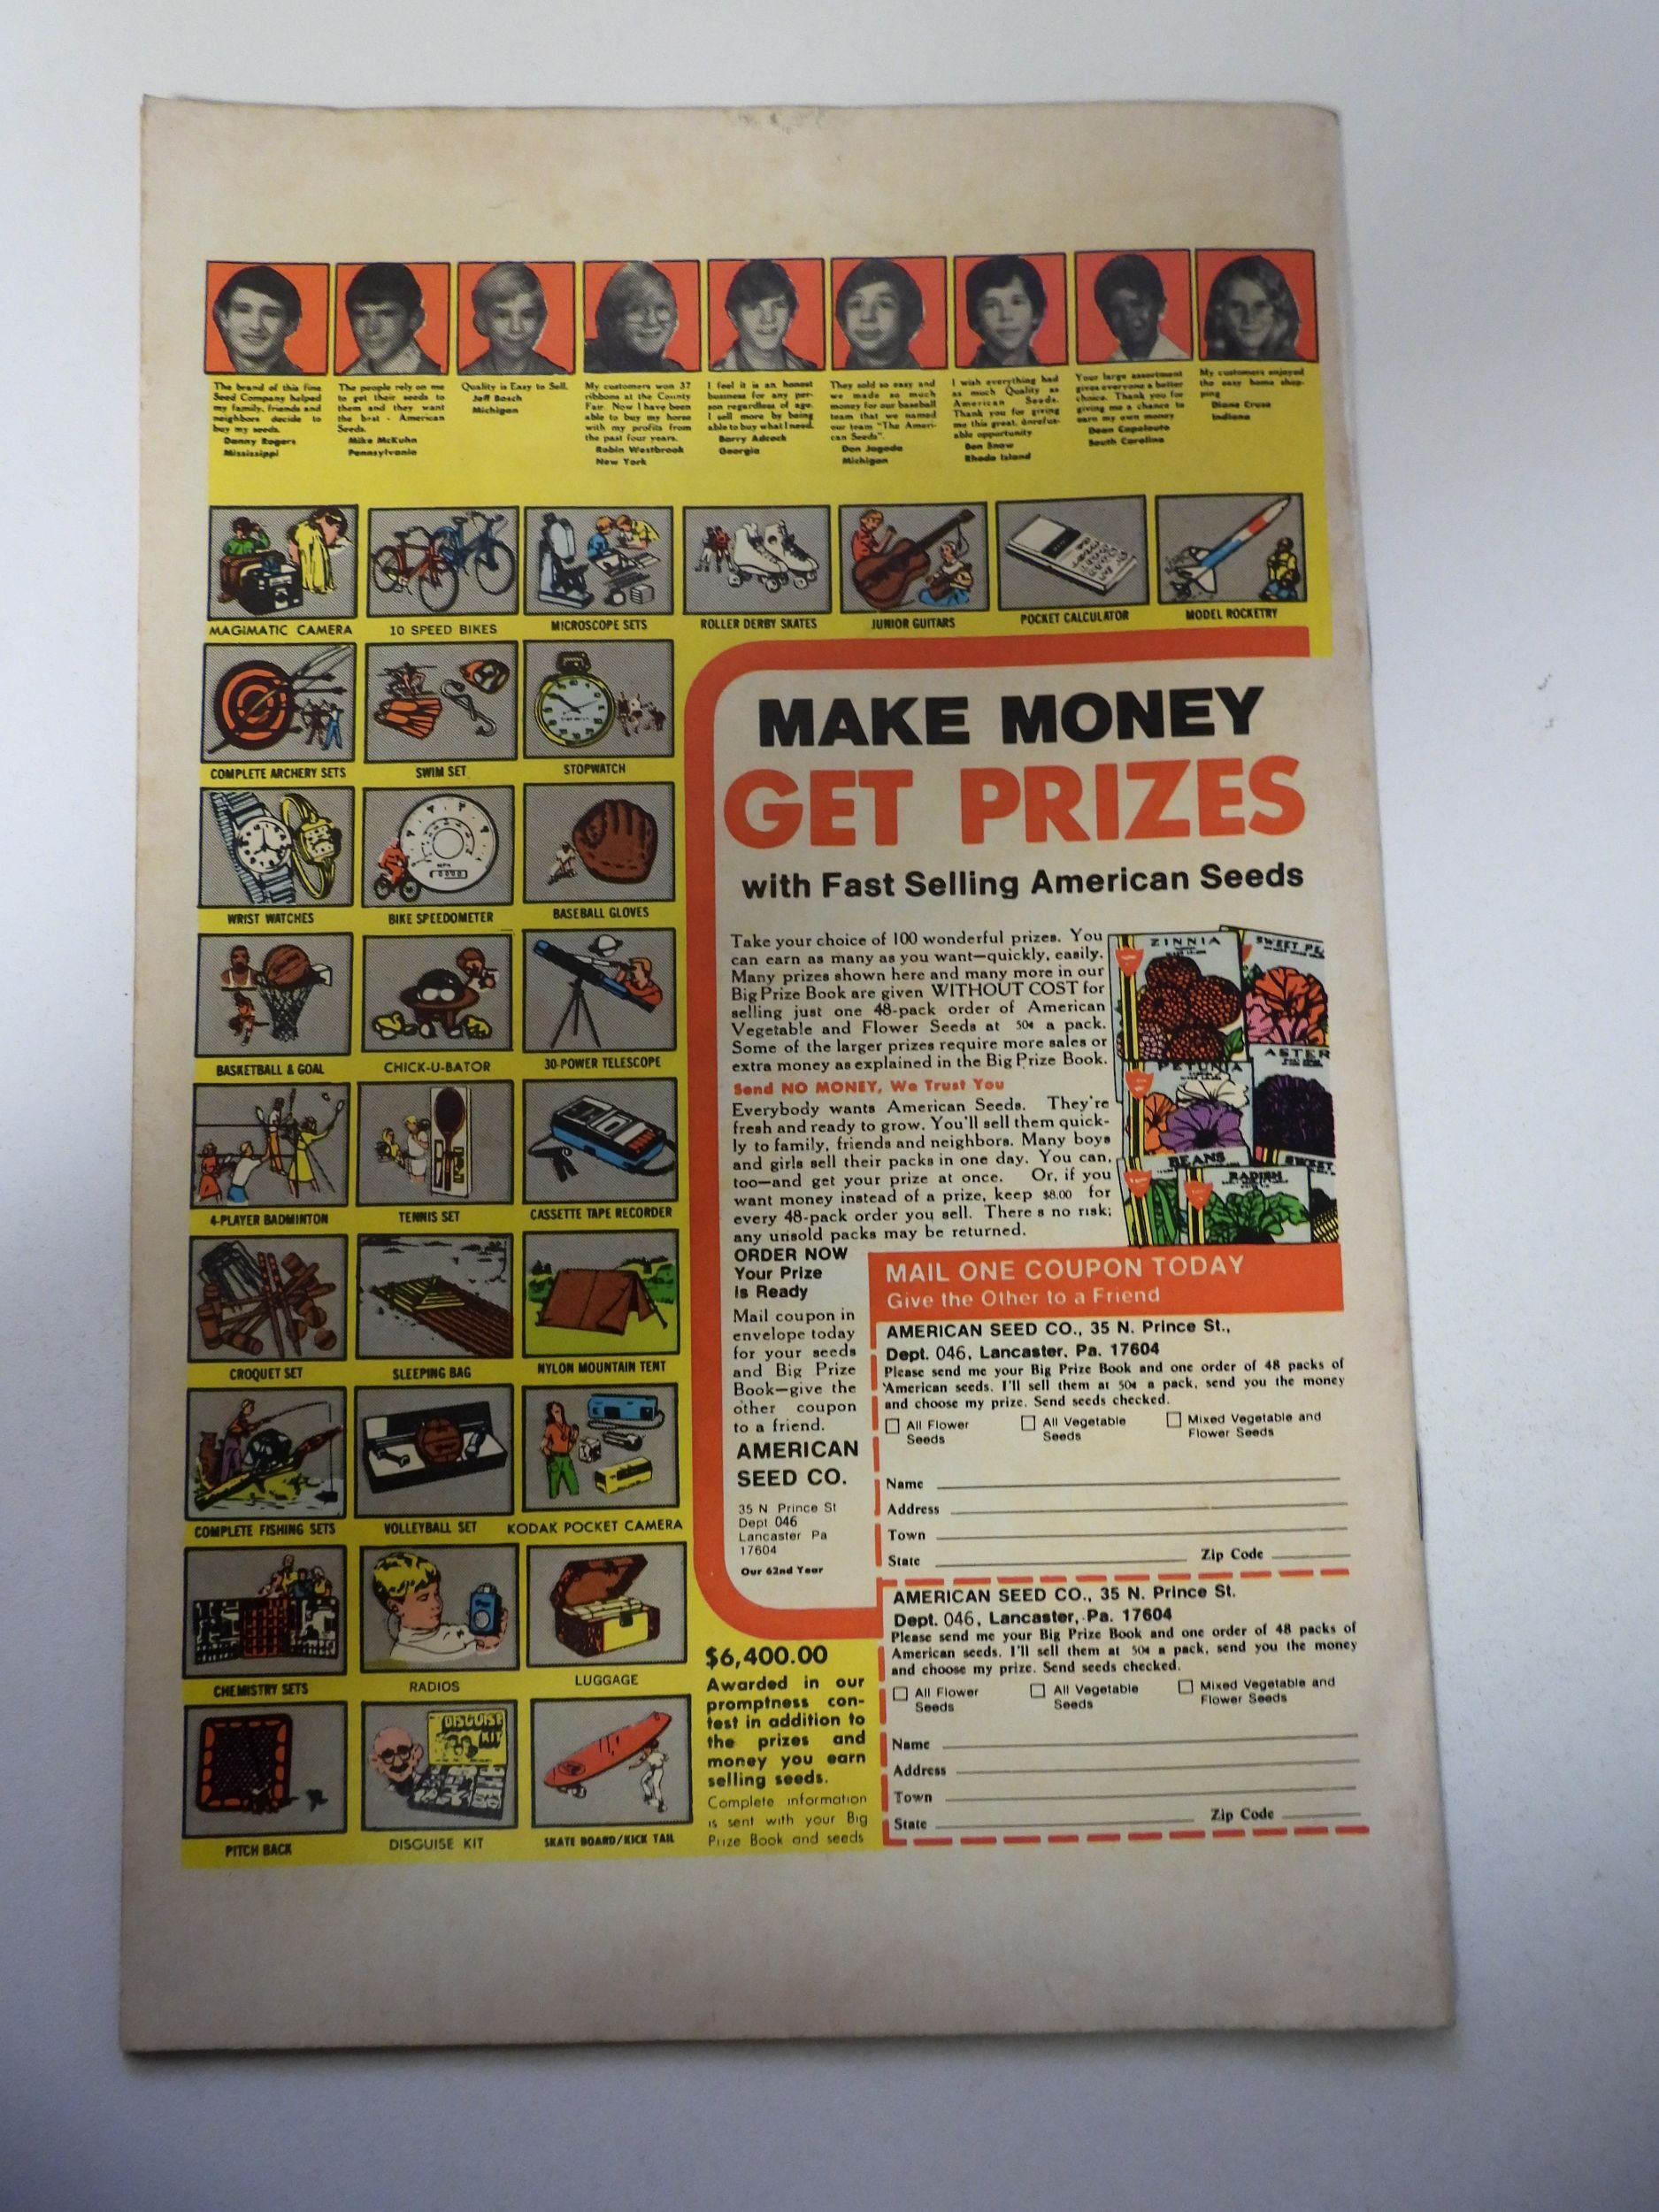 The brand of this fine
Seed Company helped
my family, friends and
neighbors decide to
buy my seeds.
Danny Rogers
Mississippi
The people rely on me
to get their seeds to
them and they want
the best - American
Seeds.
Mike McKuhn
Pennsylvania
Quality is Easy to Sell.
Jeff Bosch
Michigan
My customers won 37
ribbons at the County
Fair. Now I have been
able to buy my horse
with my profits from
the past four years.
Robin Westbrook
New York
I feel it is an honest
business for any per-
son regardless of age.
I sell more by being
able to buy what I need.
Barry Adcock
Georgia
They sold so easy and
we made so much
money for our baseball
team that we named
our team "The Ameri-
can Seeds".
Don Jagoda
Michigan
I wish everything had
as much Quality as
American Seeds.
Thank you for giving
me this great, unrefut-
able opportunity
Ben Snow
Rhode Island
Your large assortment
gives everyone a better
choice. Thank you for
giving me a chance to
earn my own money
Dean Capolouto
South Carolina
My customers enjoyed
the easy home shop-
ping
Diana Cruse
Indiana
MAGIMATIC CAMERA
10 SPEED BIKES
MICROSCOPE SETS
ROLLER DERBY SKATES
JUNIOR GUITARS
POCKET CALCULATOR
MODEL ROCKETRY
COMPLETE ARCHERY SETS
SWIM SET
STOPWATCH
WRIST WATCHES
BIKE SPEEDOMETER
BASEBALL GLOVES
BASKETBALL & GOAL
CHICK-U-BATOR
30-POWER TELESCOPE
4-PLAYER BADMINTON
TENNIS SET
CASSETTE TAPE RECORDER
CROQUET SET
SLEEPING BAG
NYLON MOUNTAIN TENT
COMPLETE FISHING SETS
VOLLEYBALL SET
KODAK POCKET CAMERA
CHEMISTRY SETS
RADIOS
LUGGAGE
PITCH BACK
DISGUISE KIT
DISGUISE KIT
SKATE BOARD/KICK TAIL
MAKE MONEY
GET PRIZES
with Fast Selling American Seeds
Take your choice of 100 wonderful prizes. You
can earn as many as you want—quickly, easily.
Many prizes shown here and many more in our
Big Prize Book are given WITHOUT COST for
selling just one 48-pack order of American
Vegetable and Flower Seeds at 50¢ a pack.
Some of the larger prizes require more sales or
extra money as explained in the Big Prize Book.
Send NO MONEY, We Trust You
Everybody wants American Seeds. They're
fresh and ready to grow. You'll sell them quick-
ly to family, friends and neighbors. Many boys
and girls sell their packs in one day. You can,
too—and get your prize at once. Or, if you
want money instead of a prize, keep $8.00 for
every 48-pack order you sell. There s no risk;
any unsold packs may be returned.
ZINNIA
SWEET PE
PETUNIA
ASTER
BEANS
RADISH
SWEET
ORDER NOW
Your Prize
Is Ready
Mail coupon in
envelope today
for your seeds
and Big Prize
Book—give the
other coupon
to a friend.
AMERICAN
SEED CO.
35 N Prince St
Dept 046
Lancaster Pa
17604
Our 62nd Year
MAIL ONE COUPON TODAY
Give the Other to a Friend
AMERICAN SEED CO., 35 N. Prince St.,
Dept. 046, Lancaster, Pa. 17604
Please send me your Big Prize Book and one order of 48 packs of
American seeds. I'll sell them at 50¢ a pack, send you the money
and choose my prize. Send seeds checked.
All Flower Seeds
All Vegetable Seeds
Mixed Vegetable and Flower Seeds
Name
Address
Town
State Zip Code
AMERICAN SEED CO., 35 N. Prince St.
Dept. 046, Lancaster, Pa. 17604
Please send me your Big Prize Book and one order of 48 packs of
American seeds. I'll sell them at 50¢ a pack, send you the money
and choose my prize. Send seeds checked.
All Flower Seeds
All Vegetable Seeds
Mixed Vegetable and Flower Seeds
Name
Address
Town
State Zip Code
$6,400.00
Awarded in our
promptness con-
test in addition to
the prizes and
money you earn
selling seeds.
Complete information
is sent with your Big
Prize Book and seeds